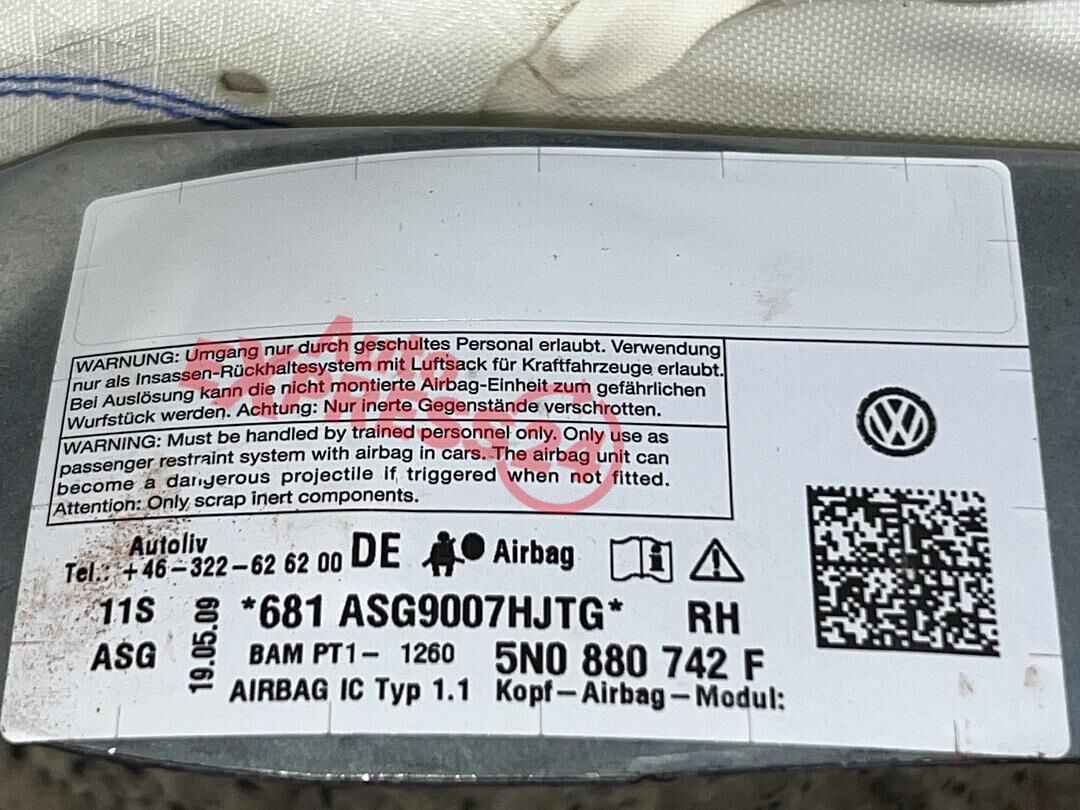 WARNUNG: Umgang nur durch geschultes Personal erlaubt. Verwendung
nur als Insassen-Rückhaltesystem mit Luftsack für Kraftfahrzeuge erlaubt.
Bei Auslösung kann die nicht montierte Airbag-Einheit zum gefährlichen
Wurfstück werden. Achtung: Nur inerte Gegenstände verschrotten.
WARNING: Must be handled by trained personnel only. Only use as
passenger restraint system with airbag in cars. The airbag unit can
become a dangerous projectile if triggered when not fitted.
Attention: Only scrap inert components.
Auto
EXPRESS
24
Autoliv
Tel.: +46-322-62 62 00 DE Airbag
11S 19.05.09 *681 ASG9007HJTG* RH
ASG BAM PT1- 1260 5N0 880 742 F
AIRBAG IC Typ 1.1 Kopf-Airbag-Modul:
VW